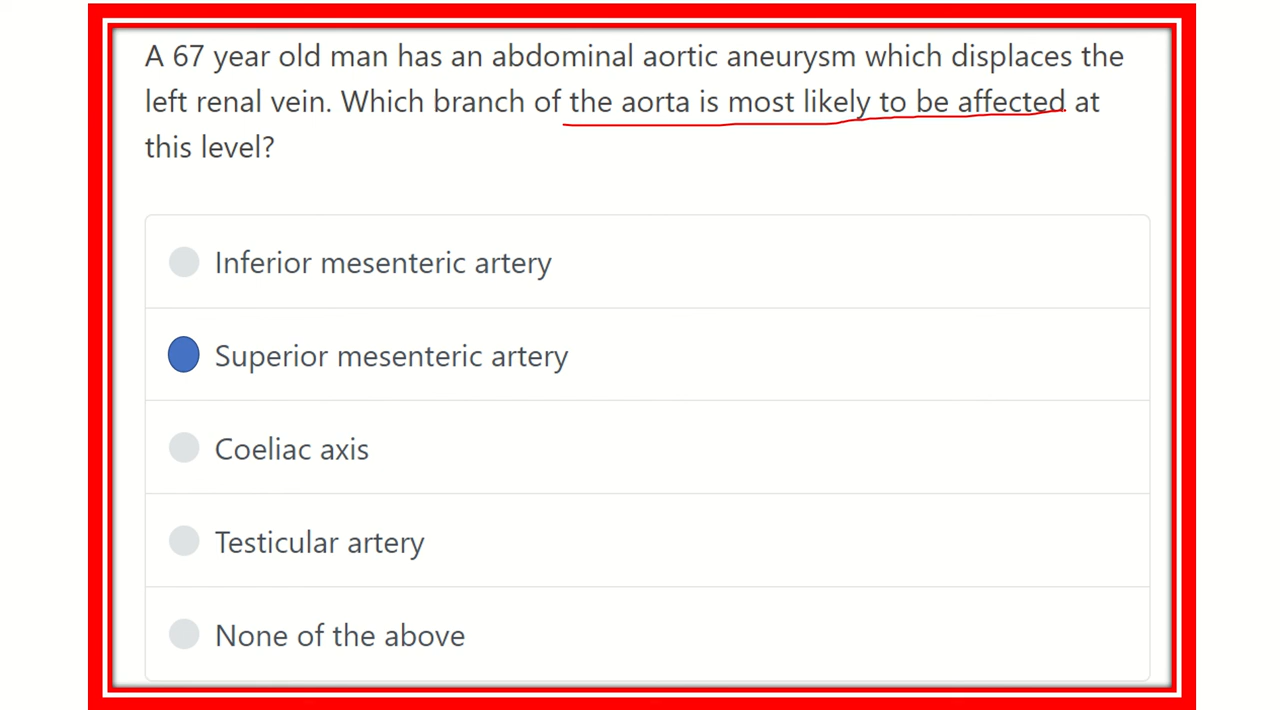 A 67 year old man has an abdominal aortic aneurysm which displaces the
left renal vein. Which branch of the aorta is most likely to be affected at
this level?
Inferior mesenteric artery
Superior mesenteric artery
Coeliac axis
Testicular artery
None of the above